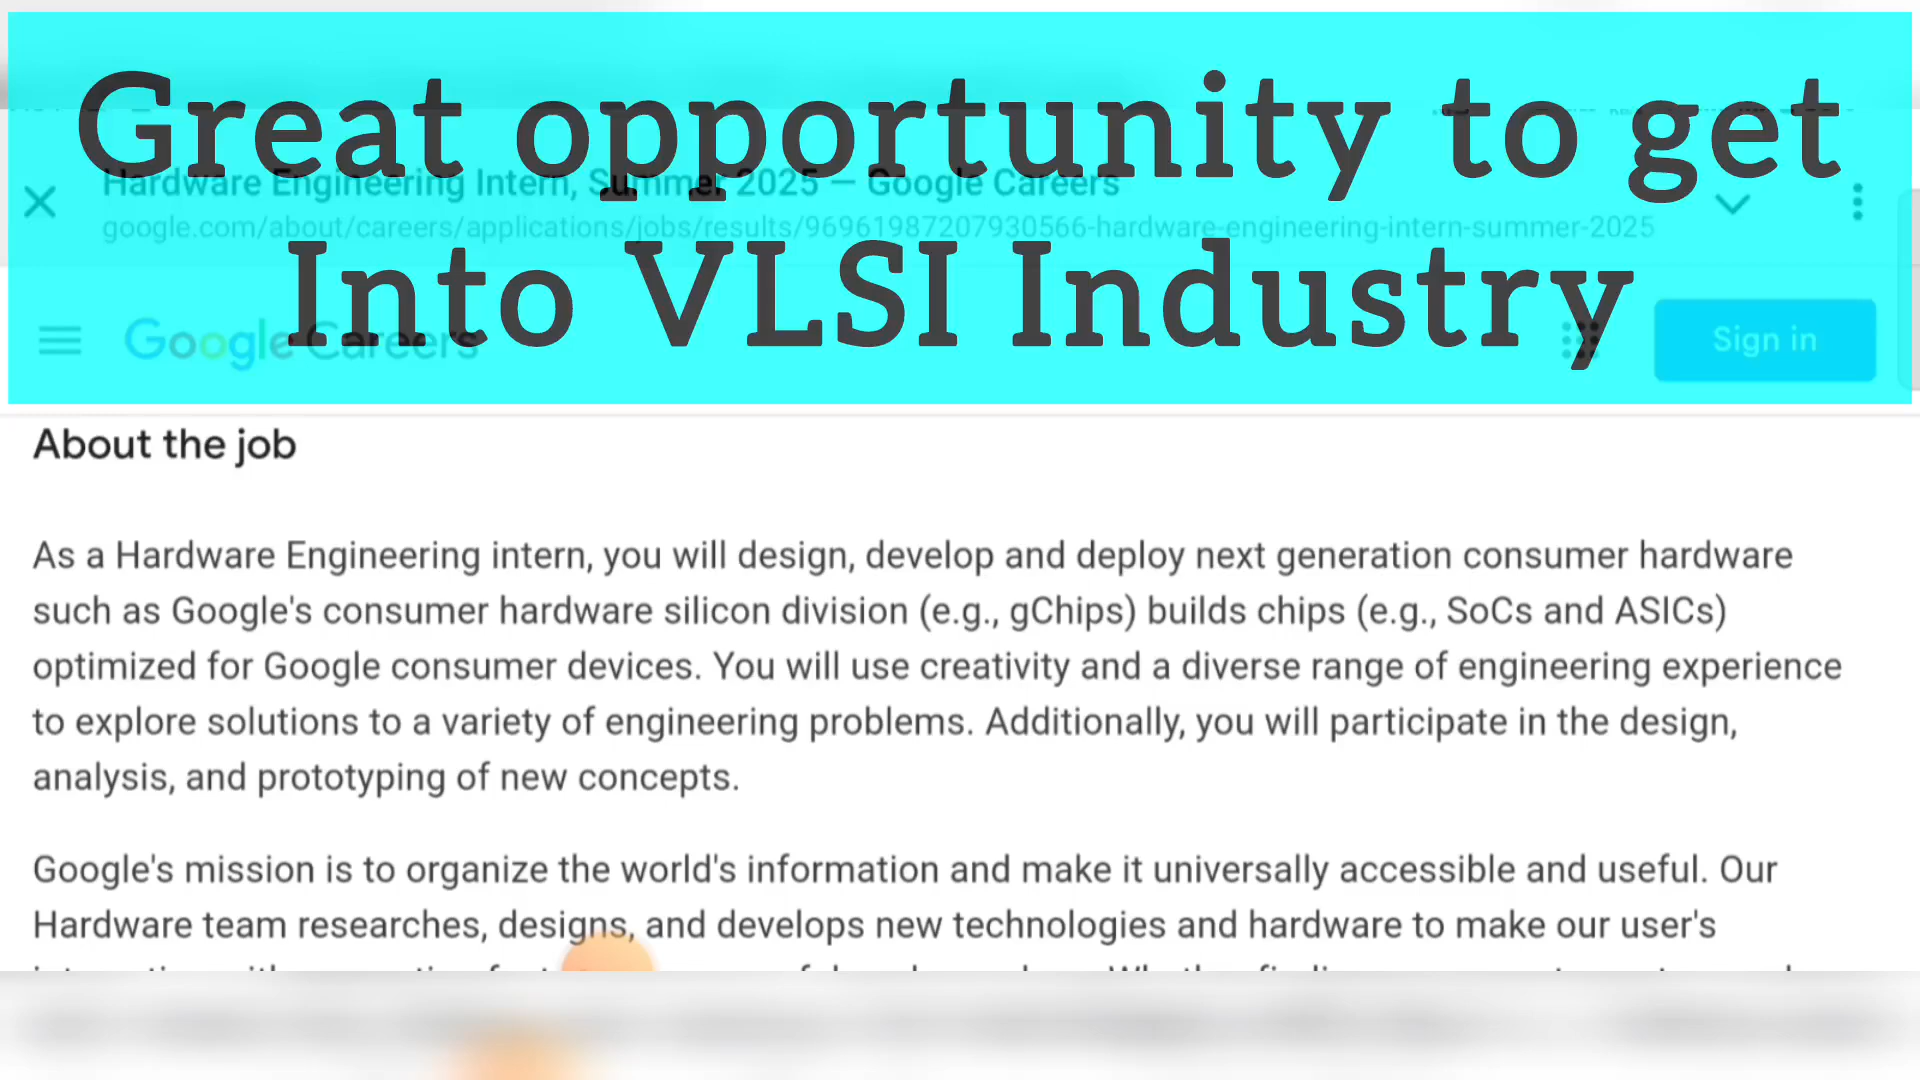 Great opportunity to get
Into VLSI Industry
Hardware Engineering Intern, Summer 2025 – Google Careers
google.com/about/careers/applications/jobs/results/96961987207930566-hardware-engineering-intern-summer-2025
Google Careers
Sign in
About the job
As a Hardware Engineering intern, you will design, develop and deploy next generation consumer hardware
such as Google's consumer hardware silicon division (e.g., gChips) builds chips (e.g., SoCs and ASICs)
optimized for Google consumer devices. You will use creativity and a diverse range of engineering experience
to explore solutions to a variety of engineering problems. Additionally, you will participate in the design,
analysis, and prototyping of new concepts.
Google's mission is to organize the world's information and make it universally accessible and useful. Our
Hardware team researches, designs, and develops new technologies and hardware to make our user's